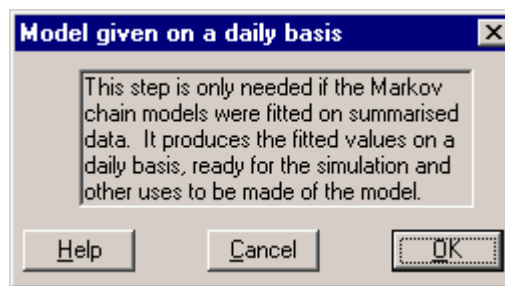 Model given on a daily basis
This step is only needed if the Markov
chain models were fitted on summarised
data. It produces the fitted values on a
daily basis, ready for the simulation and
other uses to be made of the model.
Help Cancel OK